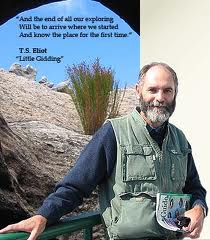 "And the end of all our exploring
Will be to arrive where we started
And know the place for the first time."
T.S. Eliot
"Little Gidding"